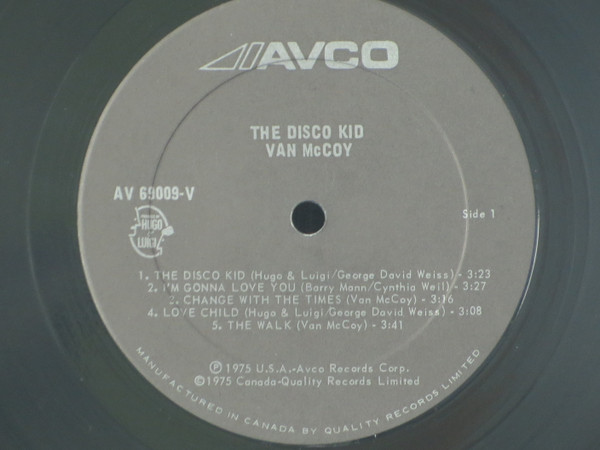 AVCO
THE DISCO KID
VAN McCOY
AV 69009-V
Side 1
HUGO
LUIGI
1. THE DISCO KID (Hugo & Luigi/George David Weiss) - 3:23
2. I'M GONNA LOVE YOU (Barry Mann/Cynthia Weil) - 3:27
3. CHANGE WITH THE TIMES (Van McCoy) - 3:16
4. LOVE CHILD (Hugo & Luigi/George David Weiss) - 3:08
5. THE WALK (Van McCoy) - 3:41
Ⓟ1975 U.S.A.-Avco Records Corp.
©1975 Canada-Quality Records Limited
MANUFACTURED IN CANADA BY QUALITY RECORDS LIMITED